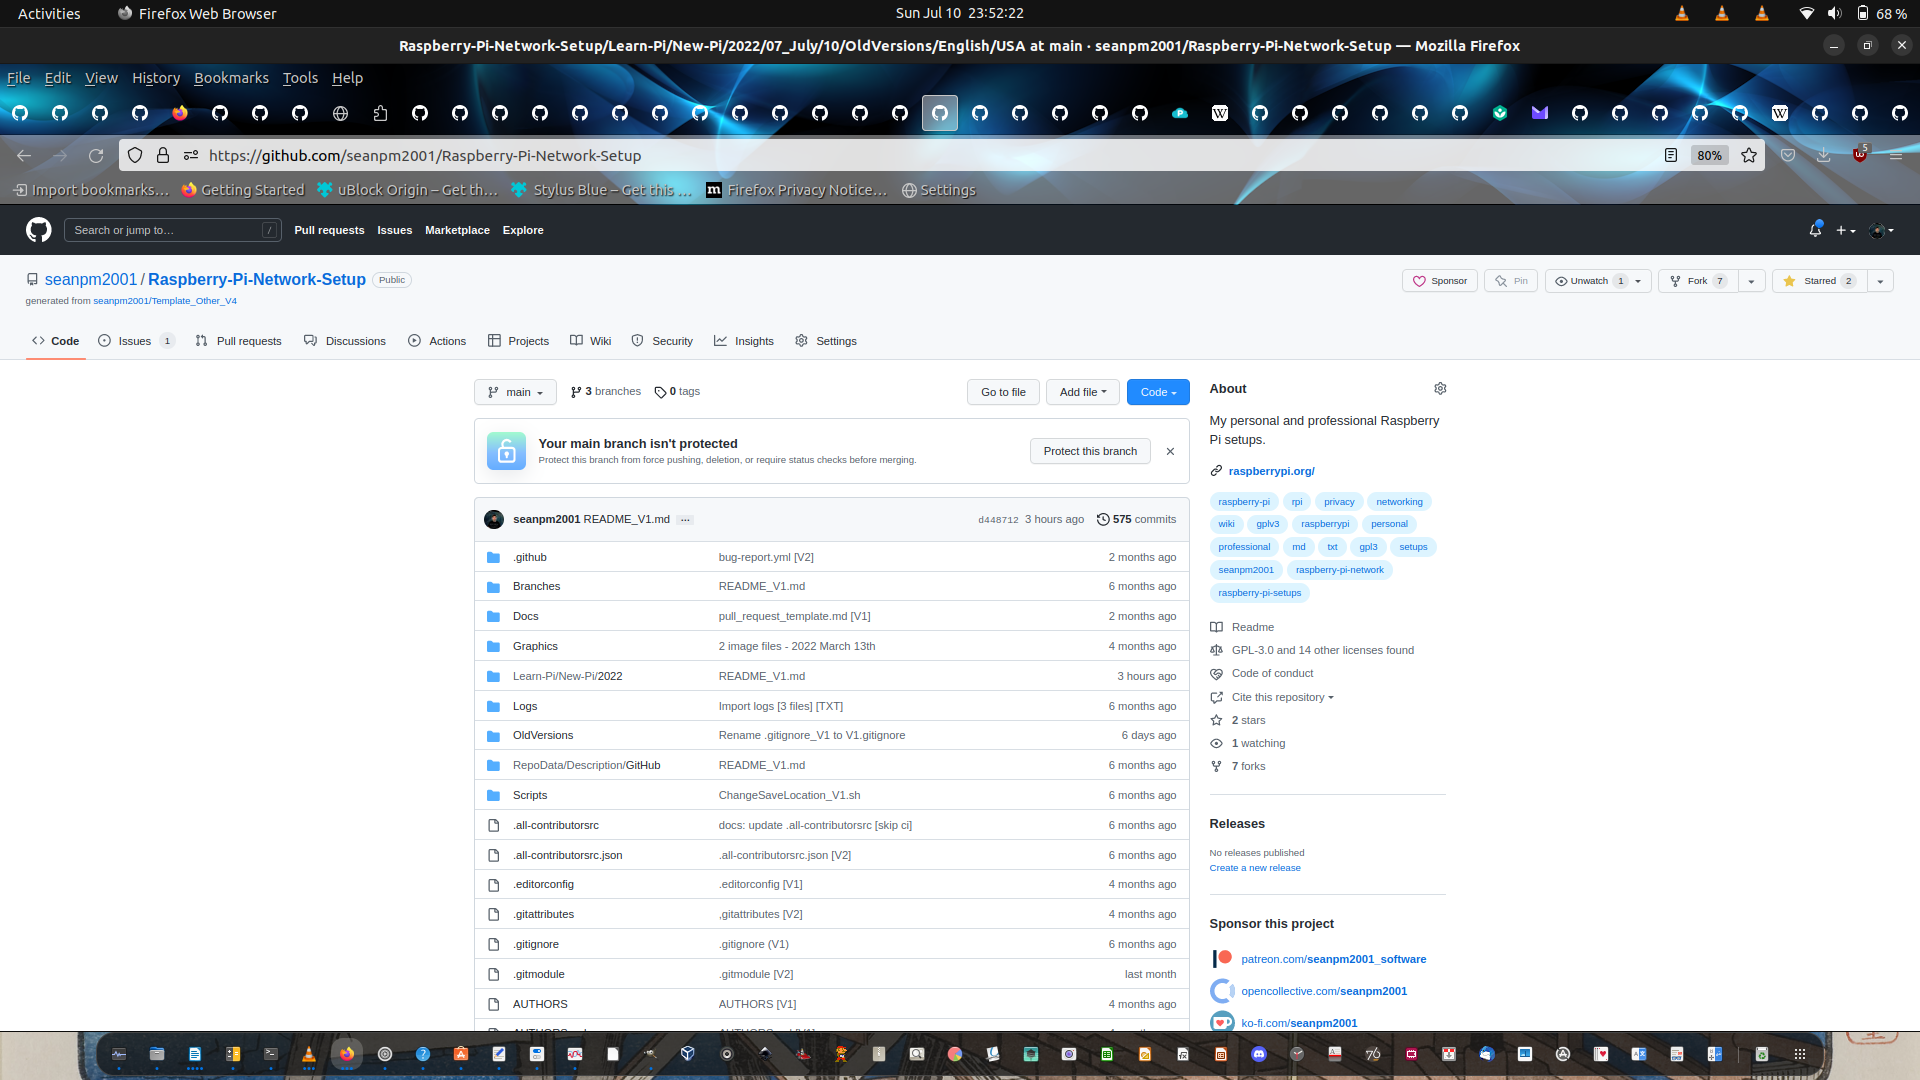 Activities Firefox Web Browser Sun Jul 10 23:52:22 68 %
Raspberry-Pi-Network-Setup/Learn-Pi/New-Pi/2022/07_July/10/OldVersions/English/USA at main · seanpm2001/Raspberry-Pi-Network-Setup — Mozilla Firefox
File Edit View History Bookmarks Tools Help
https://github.com/seanpm2001/Raspberry-Pi-Network-Setup 80% 5
Import bookmarks… Getting Started uBlock Origin – Get th… Stylus Blue – Get this … Firefox Privacy Notice… Settings
Search or jump to… / Pull requests Issues Marketplace Explore
seanpm2001 / Raspberry-Pi-Network-Setup Public Sponsor Pin Unwatch 1 Fork 7 Starred 2
generated from seanpm2001/Template_Other_V4
Code Issues 1 Pull requests Discussions Actions Projects Wiki Security Insights Settings
main 3 branches 0 tags Go to file Add file Code
Your main branch isn't protected
Protect this branch from force pushing, deletion, or require status checks before merging.
Protect this branch
seanpm2001 README_V1.md … d448712 3 hours ago 575 commits
.github bug-report.yml [V2] 2 months ago
Branches README_V1.md 6 months ago
Docs pull_request_template.md [V1] 2 months ago
Graphics 2 image files - 2022 March 13th 4 months ago
Learn-Pi/New-Pi/2022 README_V1.md 3 hours ago
Logs Import logs [3 files] [TXT] 6 months ago
OldVersions Rename .gitignore_V1 to V1.gitignore 6 days ago
RepoData/Description/GitHub README_V1.md 6 months ago
Scripts ChangeSaveLocation_V1.sh 6 months ago
.all-contributorsrc docs: update .all-contributorsrc [skip ci] 6 months ago
.all-contributorsrc.json .all-contributorsrc.json [V2] 6 months ago
.editorconfig .editorconfig [V1] 4 months ago
.gitattributes ,gitattributes [V2] 4 months ago
.gitignore .gitignore (V1) 6 months ago
.gitmodule .gitmodule [V2] last month
AUTHORS AUTHORS [V1] 4 months ago
About
My personal and professional Raspberry
Pi setups.
raspberrypi.org/
raspberry-pi rpi privacy networking
wiki gplv3 raspberrypi personal
professional md txt gpl3 setups
seanpm2001 raspberry-pi-network
raspberry-pi-setups
Readme
GPL-3.0 and 14 other licenses found
Code of conduct
Cite this repository
2 stars
1 watching
7 forks
Releases
No releases published
Create a new release
Sponsor this project
patreon.com/seanpm2001_software
opencollective.com/seanpm2001
ko-fi.com/seanpm2001